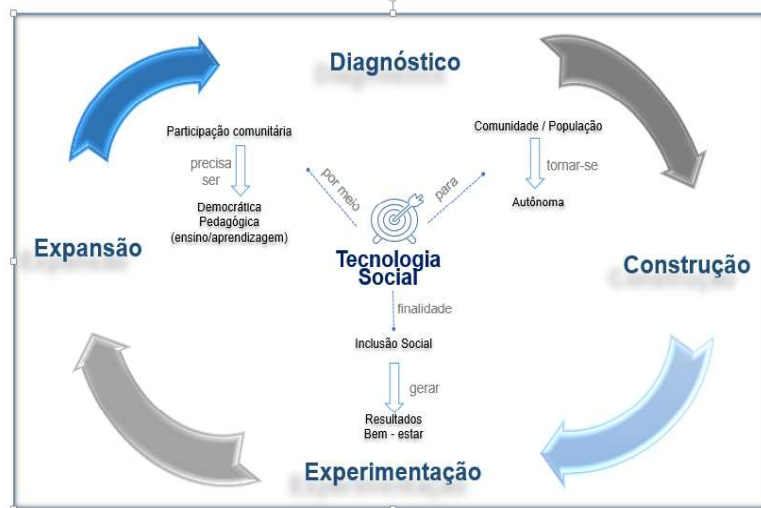 Diagnóstico
Participação comunitária
precisa
ser
Democrática
Pedagógica
(ensino/aprendizagem)
por meio
para
Comunidade / População
tornar-se
Autônoma
Expansão
Tecnologia
Social
Construção
finalidade
Inclusão Social
gerar
Resultados
Bem - estar
Experimentação